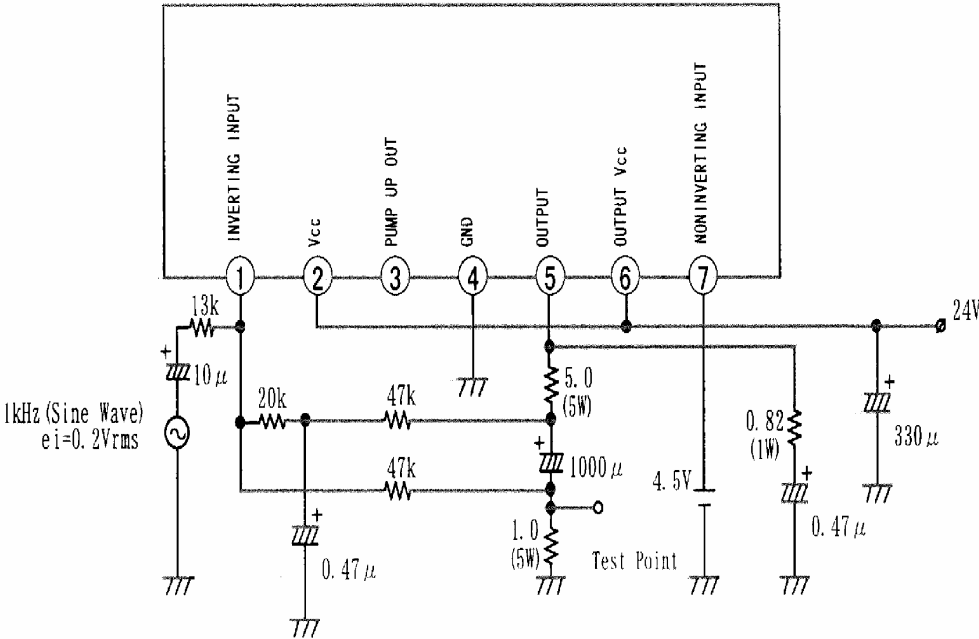 INVERTING INPUT
Vcc
PUMP UP OUT
GND
OUTPUT
OUTPUT Vcc
NONINVERTING INPUT
1
2
3
4
5
6
7
13k
24V
+
10μ
5.0
(5W)
+
20k
47k
0.82
(1W)
330μ
1kHz (Sine Wave)
ei=0.2Vrms
+
1000μ
47k
4.5V
+
0.47μ
+
0.47μ
1.0
(5W)
Test Point